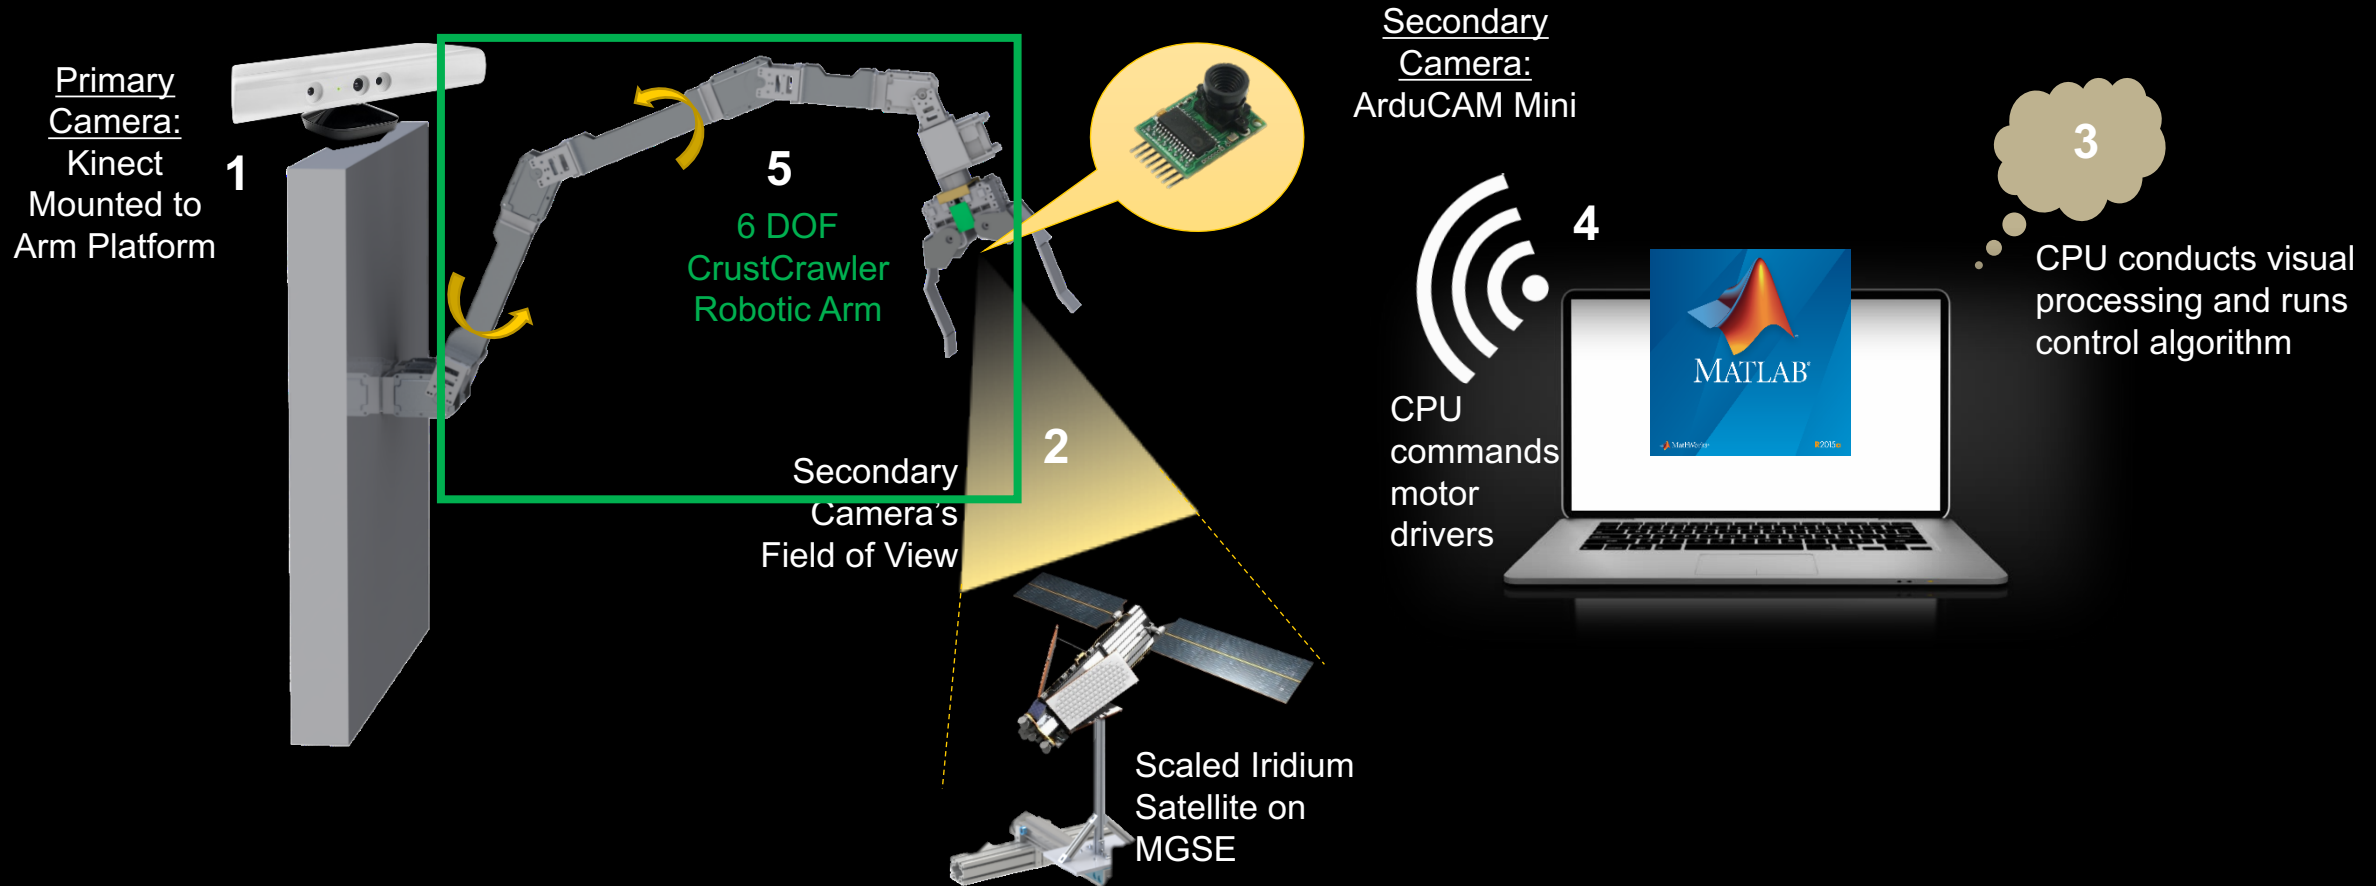 Primary
Camera:
Kinect
Mounted to
Arm Platform
1
5
6 DOF
CrustCrawler
Robotic Arm
Secondary
Camera:
ArduCAM Mini
2
Secondary
Camera’s
Field of View
Scaled Iridium
Satellite on
MGSE
4
CPU
commands
motor
drivers
MATLAB®
MathWorks
R2015a
3
CPU conducts visual
processing and runs
control algorithm